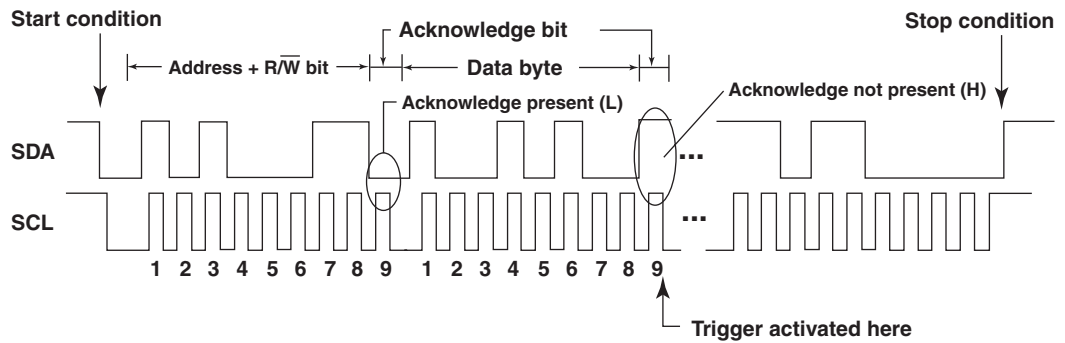 Start condition
Stop condition
Acknowledge bit
Address + R/W̅ bit
Data byte
Acknowledge present (L)
Acknowledge not present (H)
SDA
...
SCL
...
1 2 3 4 5 6 7 8 9 1 2 3 4 5 6 7 8 9
Trigger activated here